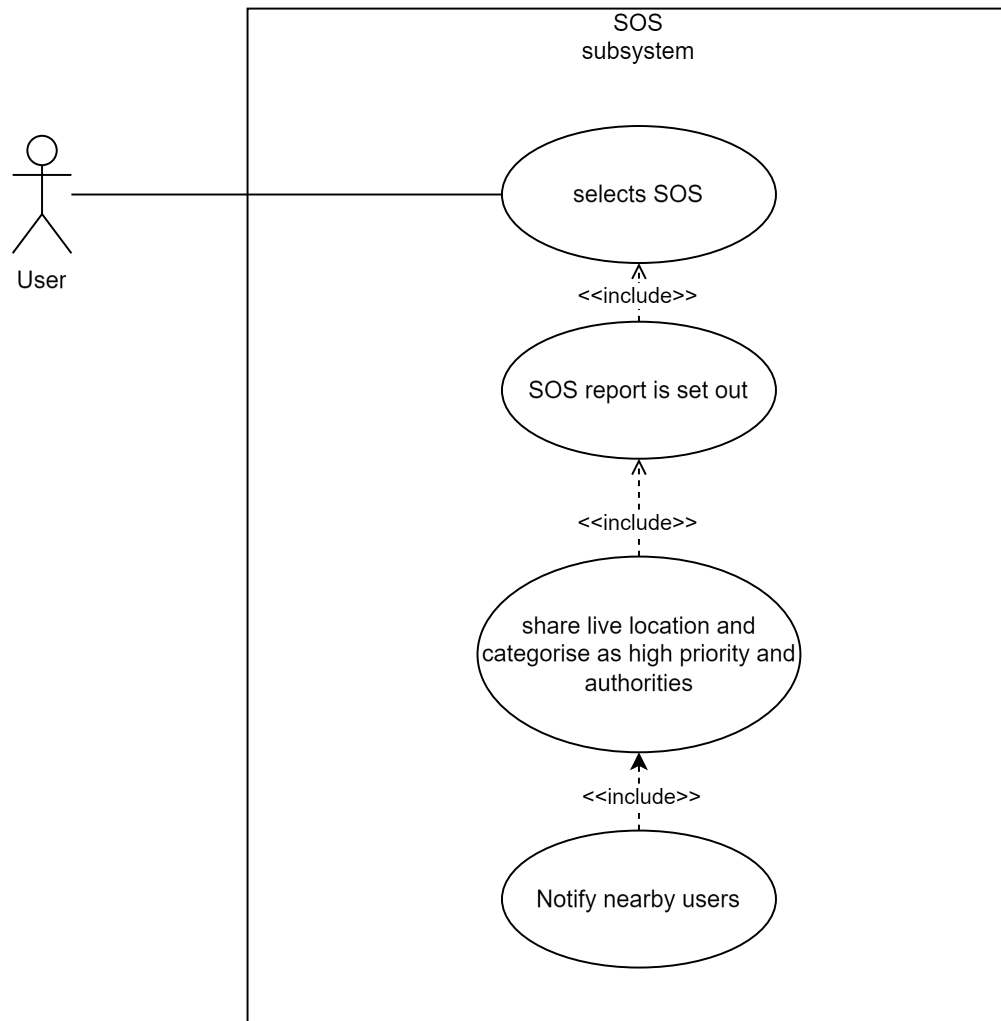 SOS
subsystem
selects SOS
User
<<include>>
SOS report is set out
<<include>>
share live location and
categorise as high priority and
authorities
<<include>>
Notify nearby users